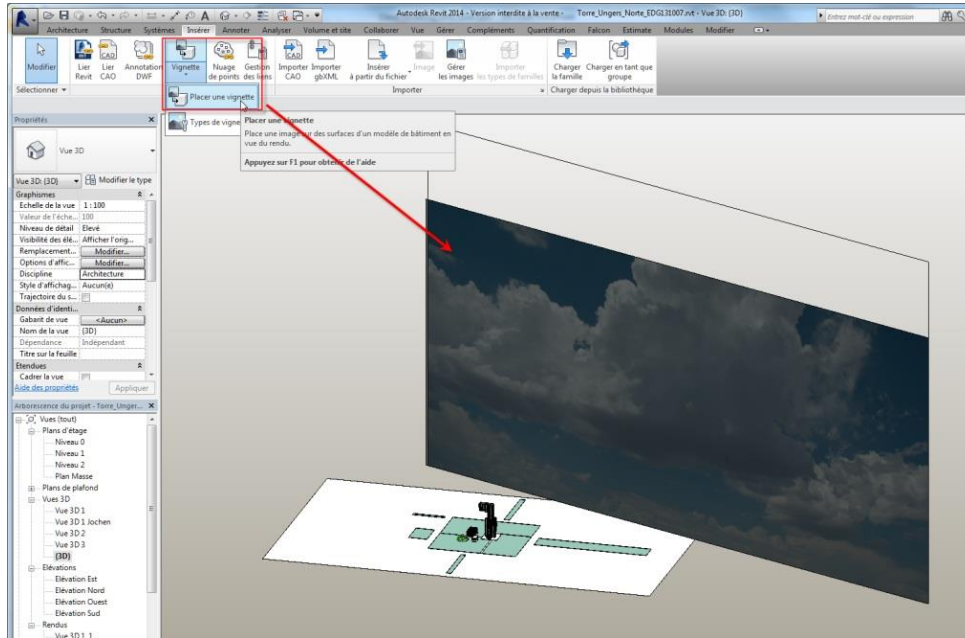 Autodesk Revit 2014 - Version interdite à la vente - Torre_Ungers_Norte_EDG131007.rvt - Vue 3D: {3D}
Entrez mot-clé ou expression
Architecture Structure Systèmes Insérer Annoter Analyser Volume et site Collaborer Vue Gérer Compléments Quantification Falcon Estimate Modules Modifier
Modifier
Lier Revit
Lier CAO
Annotation DWF
Vignette
Nuage de points
Gestion des liens
Importer CAO
Importer gbXML
Insérer à partir du fichier
Image
Gérer les images
Importer les types de familles
Charger la famille
Charger en tant que groupe
Sélectionner
Importer
Charger depuis la bibliothèque
Placer une vignette
Types de vigne
Placer une vignette
Place une image sur des surfaces d'un modèle de bâtiment en
vue du rendu.
Appuyez sur F1 pour obtenir de l'aide
Propriétés
Vue 3D
Vue 3D: {3D} Modifier le type
Graphismes
Echelle de la vue 1 : 100
Valeur de l'éche... 100
Niveau de détail Elevé
Visibilité des élé... Afficher l'orig...
Remplacement... Modifier...
Options d'affic... Modifier...
Discipline Architecture
Style d'affichag... Aucun(e)
Trajectoire du s...
Données d'identi...
Gabarit de vue <Aucun>
Nom de la vue {3D}
Dépendance Indépendant
Titre sur la feuille
Etendues
Cadrer la vue
Aide des propriétés Appliquer
Arborescence du projet - Torre_Unger...
Vues (tout)
Plans d'étage
Niveau 0
Niveau 1
Niveau 2
Plan Masse
Plans de plafond
Vues 3D
Vue 3D 1
Vue 3D 1 Jochen
Vue 3D 2
Vue 3D 3
{3D}
Elévations
Elévation Est
Elévation Nord
Elévation Ouest
Elévation Sud
Rendus
Vue 3D 1_1